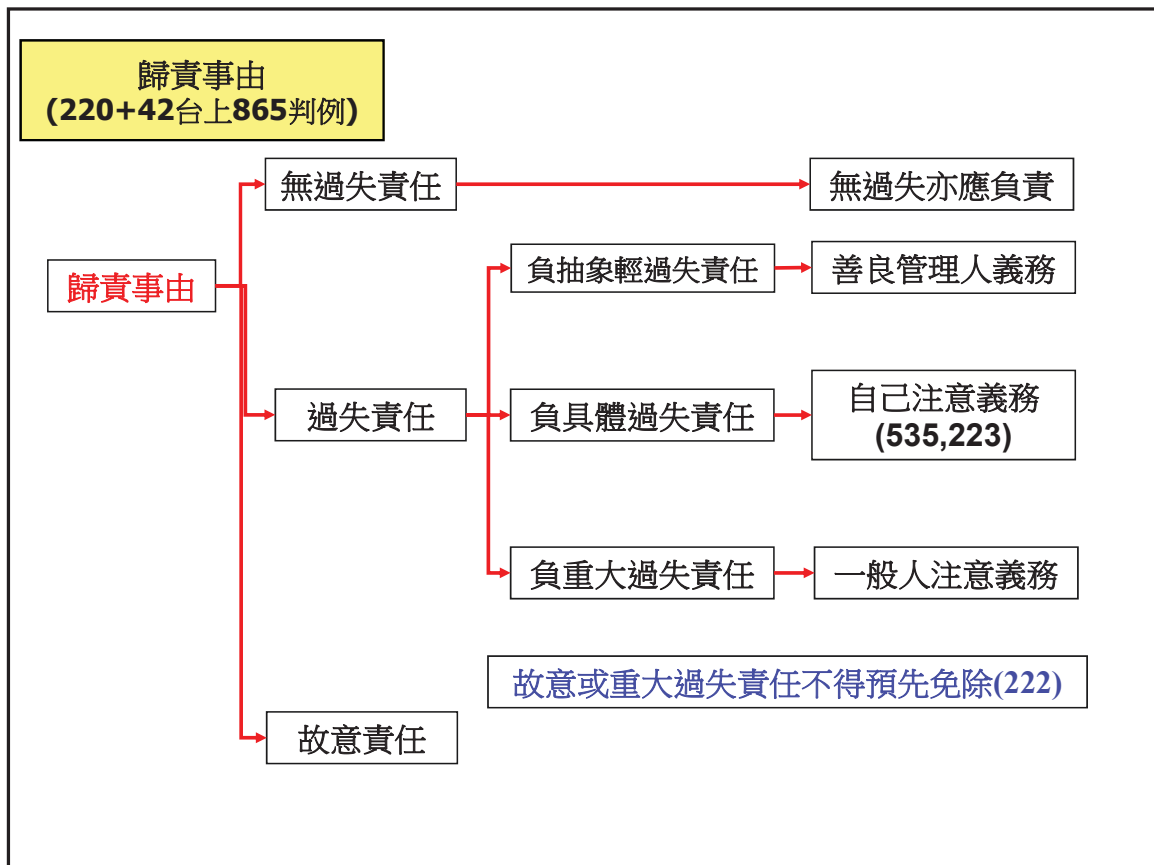 歸責事由
(220+42台上865判例)
無過失責任
無過失亦應負責
歸責事由
負抽象輕過失責任
善良管理人義務
過失責任
負具體過失責任
自己注意義務
(535,223)
負重大過失責任
一般人注意義務
故意或重大過失責任不得預先免除(222)
故意責任